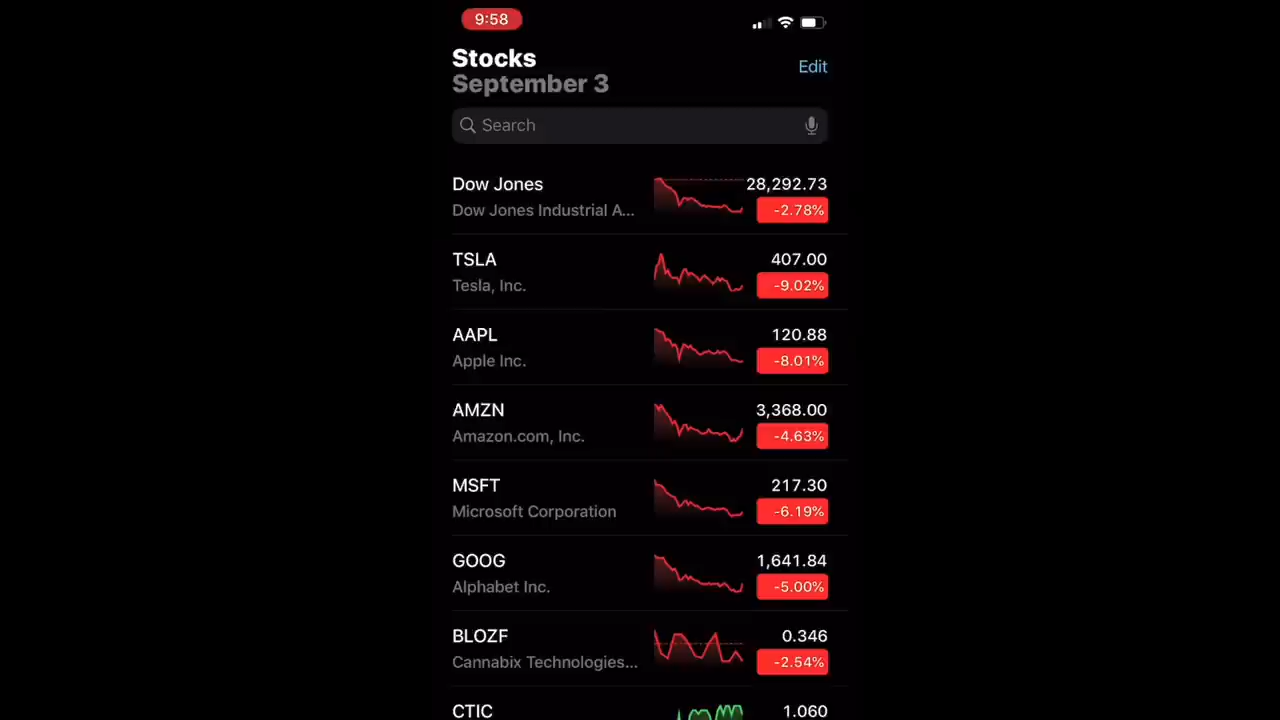 9:58
Stocks
Edit
September 3
Search
Dow Jones 28,292.73
Dow Jones Industrial A... -2.78%
TSLA 407.00
Tesla, Inc. -9.02%
AAPL 120.88
Apple Inc. -8.01%
AMZN 3,368.00
Amazon.com, Inc. -4.63%
MSFT 217.30
Microsoft Corporation -6.19%
GOOG 1,641.84
Alphabet Inc. -5.00%
BLOZF 0.346
Cannabix Technologies... -2.54%
CTIC 1.060